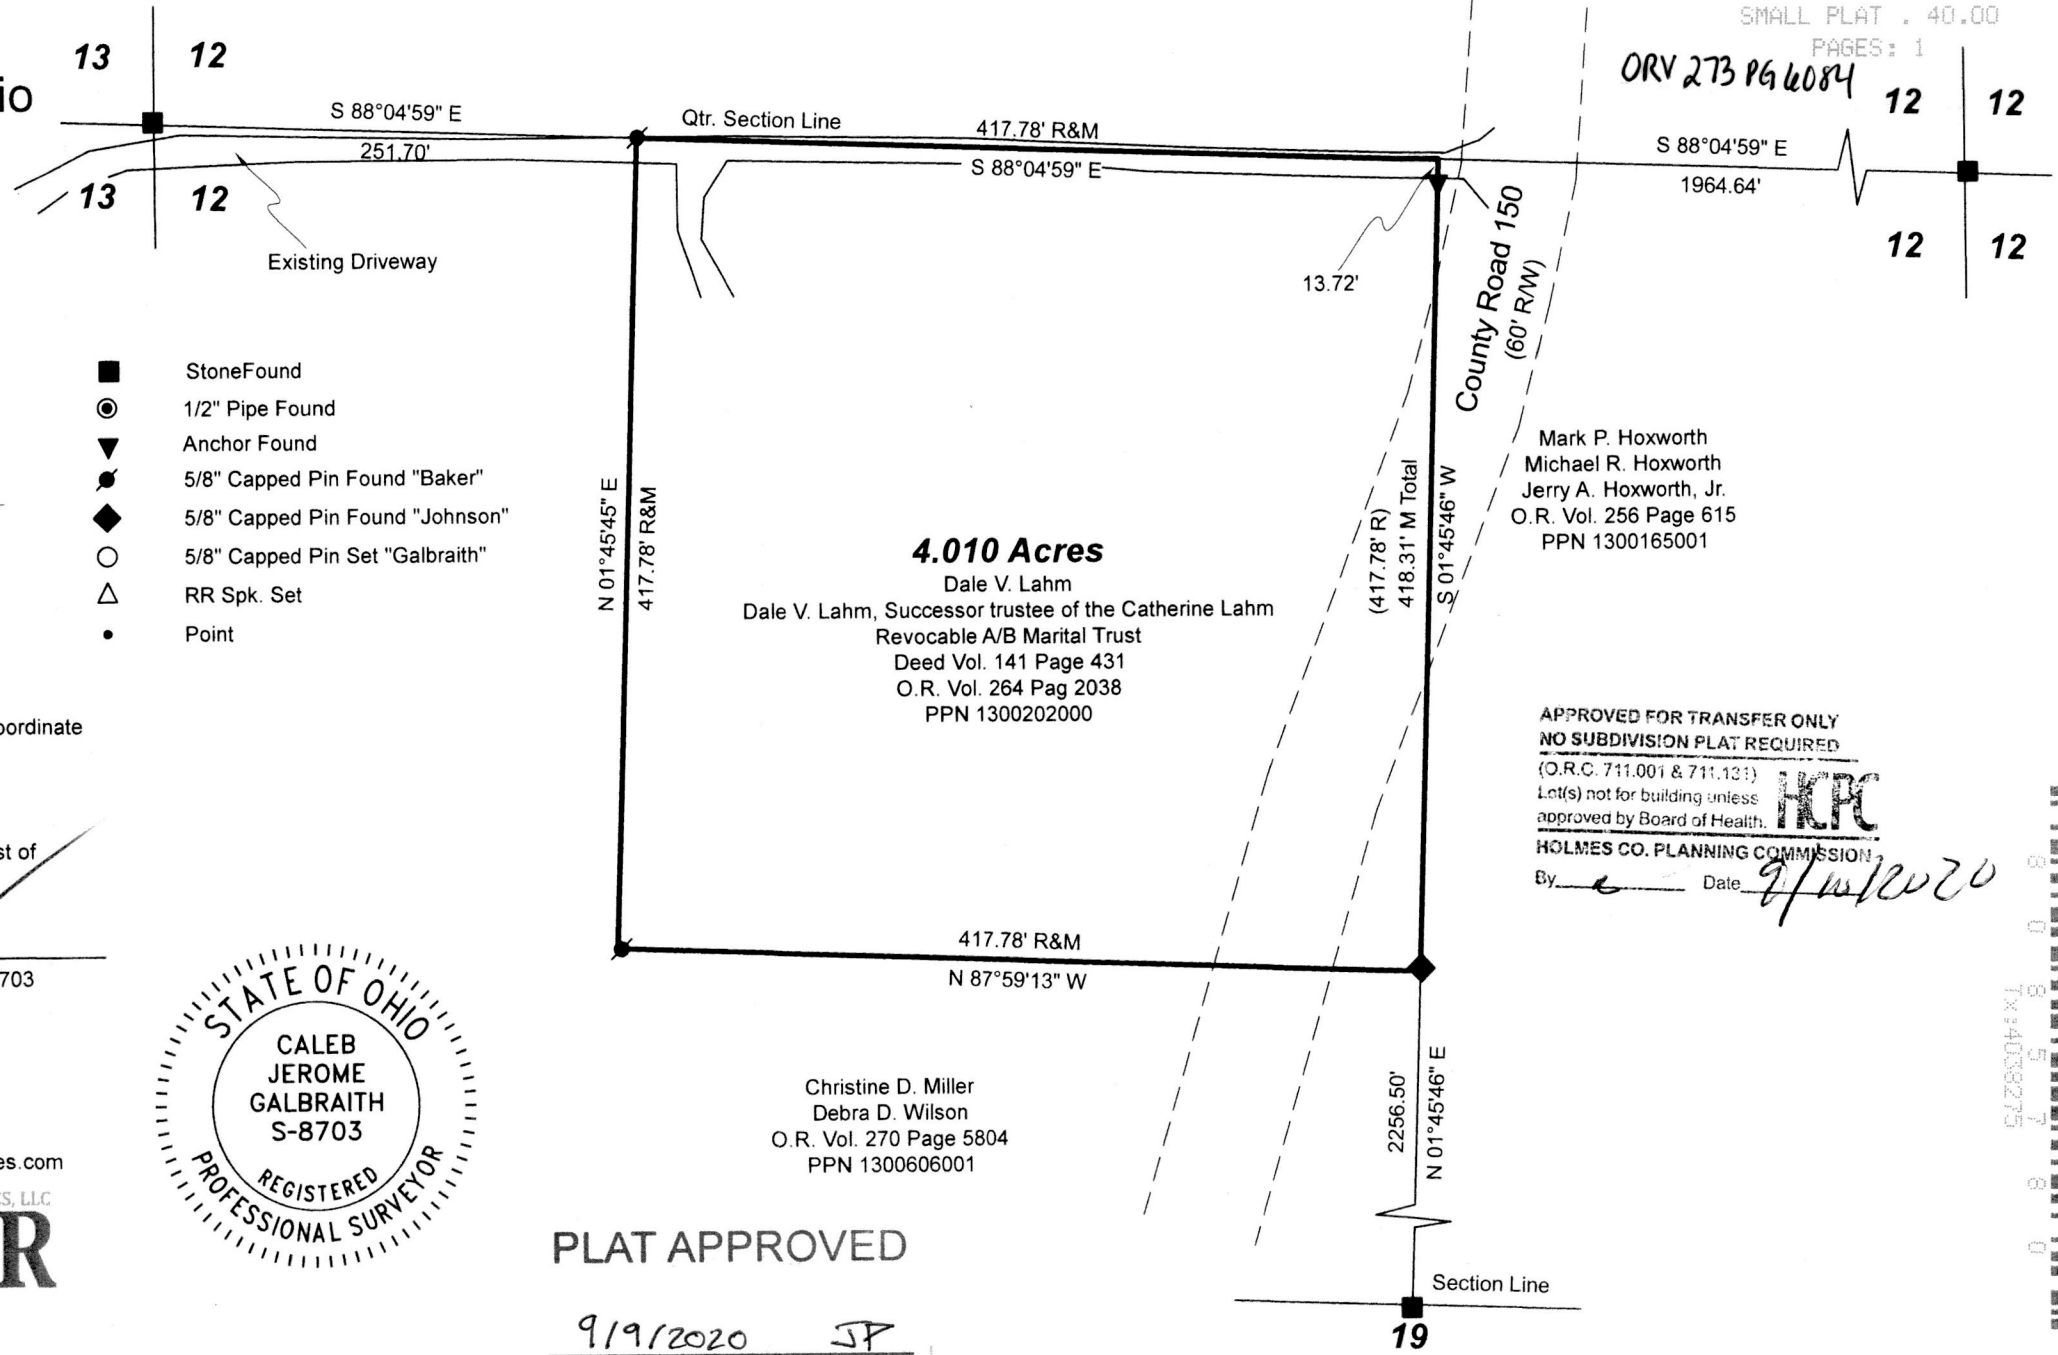 SMALL PLAT . 40.00
PAGES: 1
ORV 273 PG 6084
13 12
12 12
io
S 88°04'59" E
251.70'
Qtr. Section Line
417.78' R&M
S 88°04'59" E
S 88°04'59" E
1964.64'
13 12
12 12
Existing Driveway
13.72'
County Road 150
(60' R/W)
StoneFound
1/2" Pipe Found
Anchor Found
5/8" Capped Pin Found "Baker"
5/8" Capped Pin Found "Johnson"
5/8" Capped Pin Set "Galbraith"
RR Spk. Set
Point
N 01°45'45" E
417.78' R&M
(417.78' R)
418.31' M Total
S 01°45'46" W
Mark P. Hoxworth
Michael R. Hoxworth
Jerry A. Hoxworth, Jr.
O.R. Vol. 256 Page 615
PPN 1300165001
4.010 Acres
Dale V. Lahm
Dale V. Lahm, Successor trustee of the Catherine Lahm
Revocable A/B Marital Trust
Deed Vol. 141 Page 431
O.R. Vol. 264 Pag 2038
PPN 1300202000
APPROVED FOR TRANSFER ONLY
NO SUBDIVISION PLAT REQUIRED
(O.R.C. 711.001 & 711.131)
Lot(s) not for building unless
approved by Board of Health.
HCPC
HOLMES CO. PLANNING COMMISSION
By Date 9/10/2020
oordinate
st of
703
417.78' R&M
N 87°59'13" W
STATE OF OHIO
CALEB
JEROME
GALBRAITH
S-8703
REGISTERED
PROFESSIONAL SURVEYOR
Christine D. Miller
Debra D. Wilson
O.R. Vol. 270 Page 5804
PPN 1300606001
2256.50'
N 01°45'46" E
es.com
S, LLC
R
PLAT APPROVED
9/9/2020 JP
Section Line
19
Tx:4038275